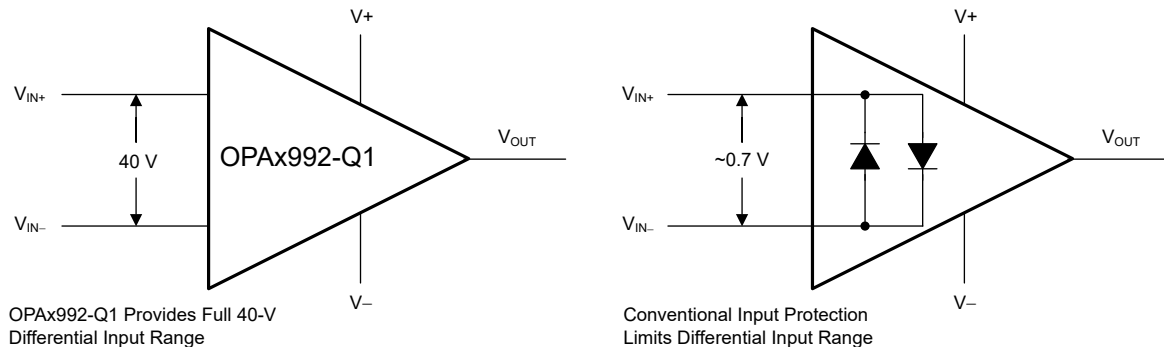 V+
V+
VIN+
VIN+
40 V
OPAx992-Q1
VOUT
~0.7 V
VOUT
VIN–
VIN–
V–
V–
OPAx992-Q1 Provides Full 40-V
Differential Input Range
Conventional Input Protection
Limits Differential Input Range